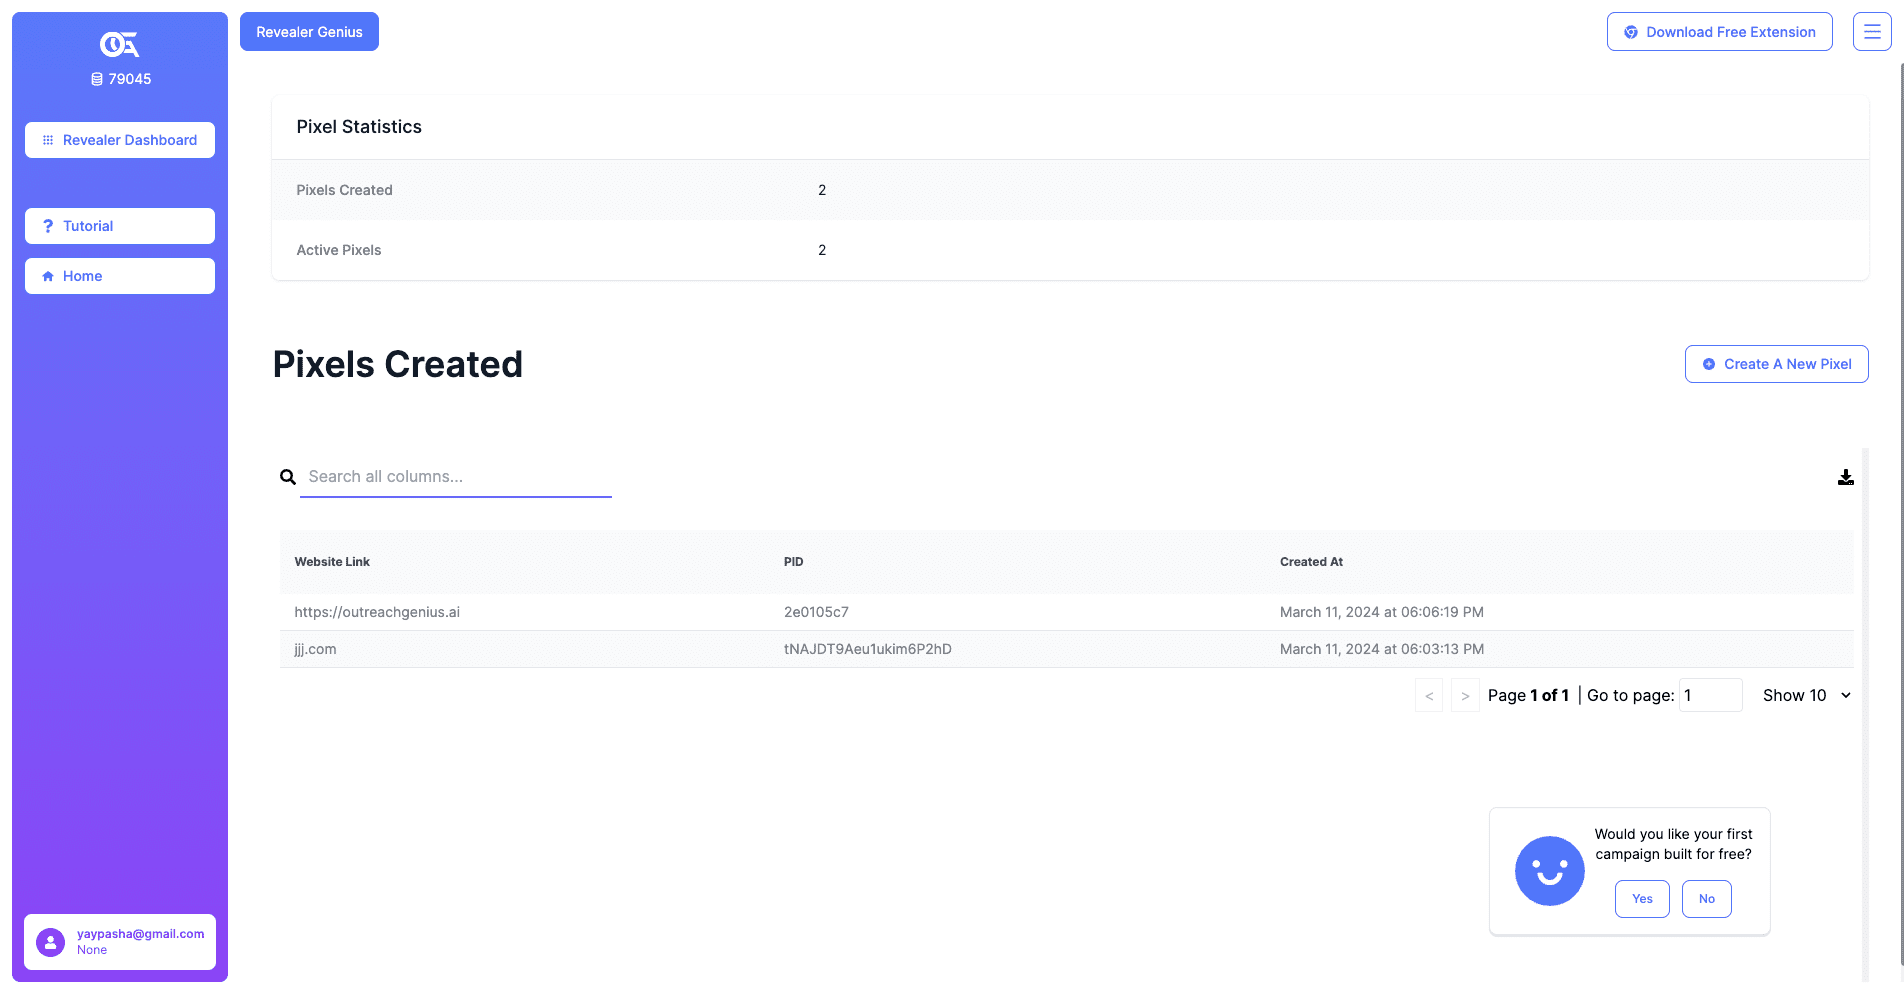 OA
79045
Revealer Dashboard
? Tutorial
Home
yaypasha@gmail.com
None
Revealer Genius
Download Free Extension
Pixel Statistics
Pixels Created 2
Active Pixels 2
Pixels Created
Create A New Pixel
Search all columns...
Website Link PID Created At
https://outreachgenius.ai 2e0105c7 March 11, 2024 at 06:06:19 PM
jjj.com tNAJDT9Aeu1ukim6P2hD March 11, 2024 at 06:03:13 PM
< > Page 1 of 1 | Go to page: 1 Show 10
Would you like your first
campaign built for free?
Yes No